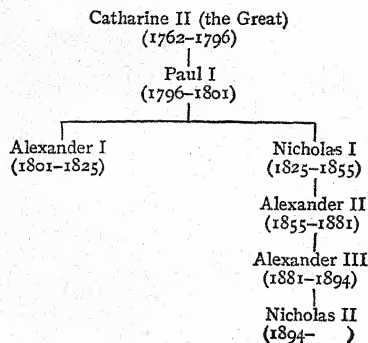 Catharine II (the Great)
(1762–1796)
Paul I
(1796–1801)
Alexander I
(1801–1825)
Nicholas I
(1825–1855)
Alexander II
(1855–1881)
Alexander III
(1881–1894)
Nicholas II
(1894–    )